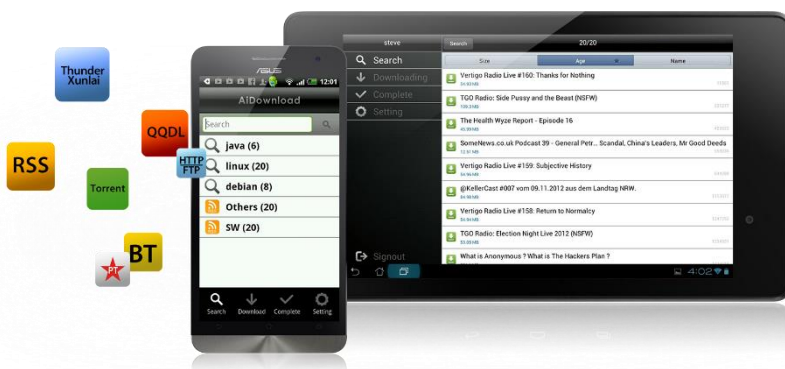 Thunder
Xunlai
QQDL
HTTP
FTP
RSS
Torrent
BT
PT
ASUS
12:01
AiDownload
Search
java (6)
linux (20)
debian (8)
Others (20)
SW (20)
Search Download Complete Setting
steve
Search
Downloading
Complete
Setting
Signout
Search 20/20
Size Age Name
Vertigo Radio Live #160: Thanks for Nothing
TGO Radio: Side Pussy and the Beast (NSFW)
The Health Wyze Report - Episode 16
SomeNews.co.uk Podcast 39 - General Petr... Scandal, China's Leaders, Mr Good Deeds
Vertigo Radio Live #159: Subjective History
@KellerCast #007 vom 09.11.2012 aus dem Landtag NRW.
Vertigo Radio Live #158: Return to Normalcy
TGO Radio: Election Night Live 2012 (NSFW)
What is Anonymous ? What is The Hackers Plan ?
4:02